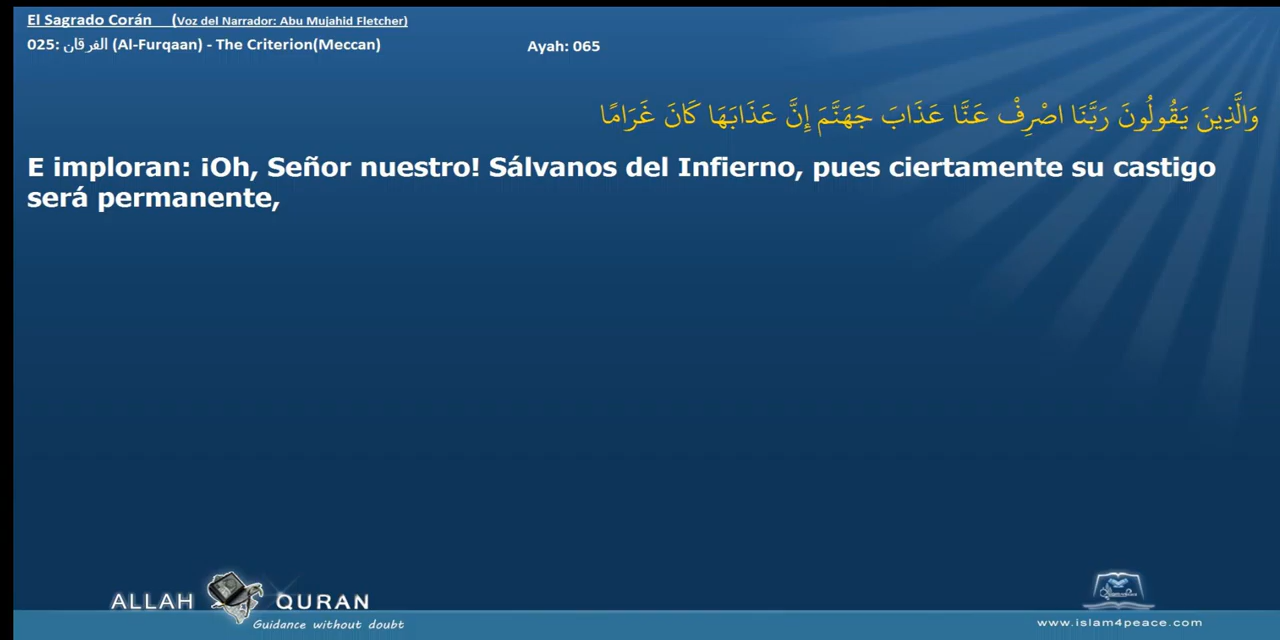 El Sagrado Corán (Voz del Narrador: Abu Mujahid Fletcher)
025: الفرقان (Al-Furqaan) - The Criterion(Meccan) Ayah: 065
وَالَّذِينَ يَقُولُونَ رَبَّنَا اصْرِفْ عَنَّا عَذَابَ جَهَنَّمَ إِنَّ عَذَابَهَا كَانَ غَرَامًا
E imploran: ¡Oh, Señor nuestro! Sálvanos del Infierno, pues ciertamente su castigo
será permanente,
ALLAH QURAN
Guidance without doubt
www.islam4peace.com